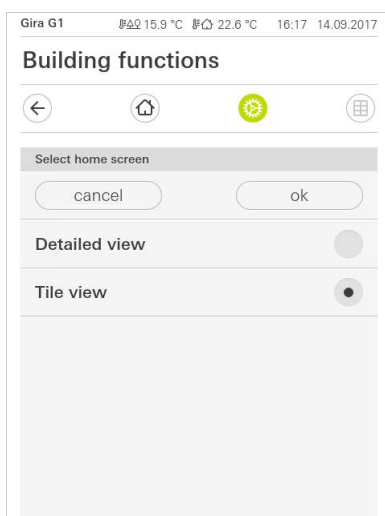 Gira G1 15.9 °C 22.6 °C 16:17 14.09.2017
Building functions
Select home screen
cancel ok
Detailed view
Tile view